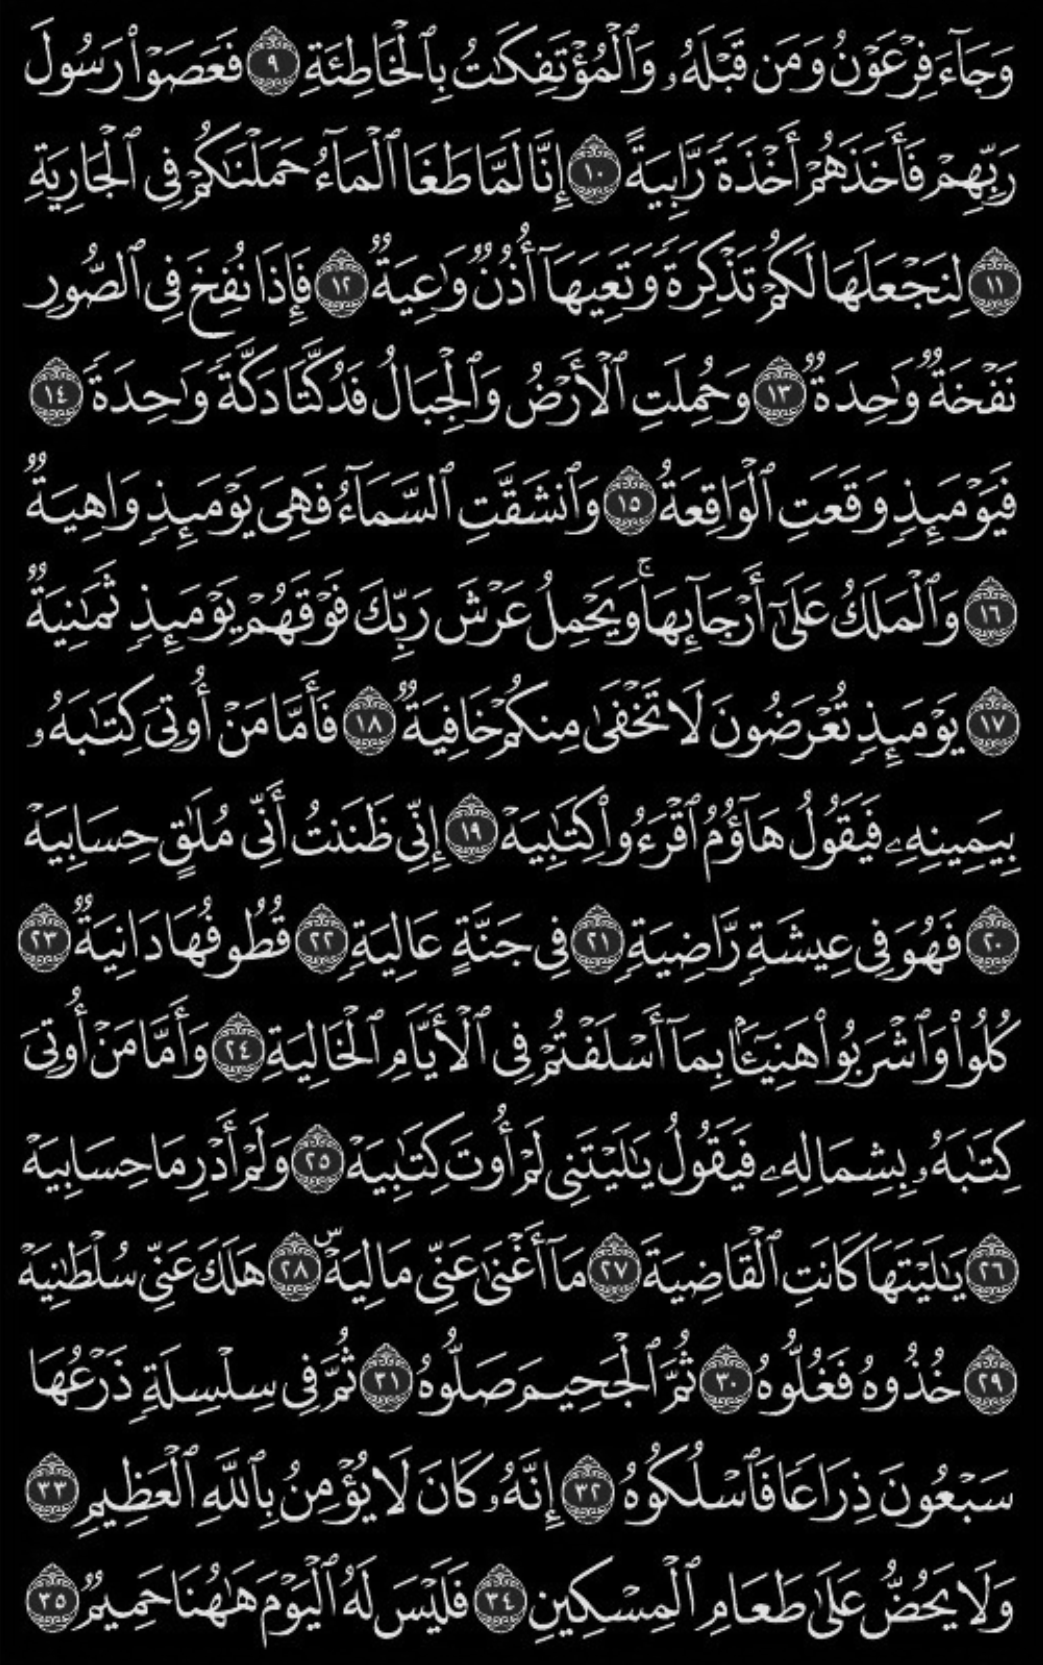 وَجَآءَ فِرْعَوْنُ وَمَن قَبْلَهُۥ وَٱلْمُؤْتَفِكَٰتُ بِٱلْخَاطِئَةِ ٩ فَعَصَوْا۟ رَسُولَ
رَبِّهِمْ فَأَخَذَهُمْ أَخْذَةً رَّابِيَةً ١٠ إِنَّا لَمَّا طَغَا ٱلْمَآءُ حَمَلْنَٰكُمْ فِى ٱلْجَارِيَةِ
١١ لِنَجْعَلَهَا لَكُمْ تَذْكِرَةً وَتَعِيَهَآ أُذُنٌ وَٰعِيَةٌ ١٢ فَإِذَا نُفِخَ فِى ٱلصُّورِ
نَفْخَةٌ وَٰحِدَةٌ ١٣ وَحُمِلَتِ ٱلْأَرْضُ وَٱلْجِبَالُ فَدُكَّتَا دَكَّةً وَٰحِدَةً ١٤
فَيَوْمَئِذٍ وَقَعَتِ ٱلْوَاقِعَةُ ١٥ وَٱنشَقَّتِ ٱلسَّمَآءُ فَهِىَ يَوْمَئِذٍ وَاهِيَةٌ
١٦ وَٱلْمَلَكُ عَلَىٰٓ أَرْجَآئِهَا ۚ وَيَحْمِلُ عَرْشَ رَبِّكَ فَوْقَهُمْ يَوْمَئِذٍ ثَمَٰنِيَةٌ
١٧ يَوْمَئِذٍ تُعْرَضُونَ لَا تَخْفَىٰ مِنكُمْ خَافِيَةٌ ١٨ فَأَمَّا مَنْ أُوتِىَ كِتَٰبَهُۥ
بِيَمِينِهِۦ فَيَقُولُ هَآؤُمُ ٱقْرَءُوا۟ كِتَٰبِيَهْ ١٩ إِنِّى ظَنَنتُ أَنِّى مُلَٰقٍ حِسَابِيَهْ
٢٠ فَهُوَ فِى عِيشَةٍ رَّاضِيَةٍ ٢١ فِى جَنَّةٍ عَالِيَةٍ ٢٢ قُطُوفُهَا دَانِيَةٌ ٢٣
كُلُوا۟ وَٱشْرَبُوا۟ هَنِيٓـًٔۢا بِمَآ أَسْلَفْتُمْ فِى ٱلْأَيَّامِ ٱلْخَالِيَةِ ٢٤ وَأَمَّا مَنْ أُوتِىَ
كِتَٰبَهُۥ بِشِمَالِهِۦ فَيَقُولُ يَٰلَيْتَنِى لَمْ أُوتَ كِتَٰبِيَهْ ٢٥ وَلَمْ أَدْرِ مَا حِسَابِيَهْ
٢٦ يَٰلَيْتَهَا كَانَتِ ٱلْقَاضِيَةَ ٢٧ مَآ أَغْنَىٰ عَنِّى مَالِيَهْ ۜ ٢٨ هَلَكَ عَنِّى سُلْطَٰنِيَهْ
٢٩ خُذُوهُ فَغُلُّوهُ ٣٠ ثُمَّ ٱلْجَحِيمَ صَلُّوهُ ٣١ ثُمَّ فِى سِلْسِلَةٍ ذَرْعُهَا
سَبْعُونَ ذِرَاعًا فَٱسْلُكُوهُ ٣٢ إِنَّهُۥ كَانَ لَا يُؤْمِنُ بِٱللَّهِ ٱلْعَظِيمِ ٣٣
وَلَا يَحُضُّ عَلَىٰ طَعَامِ ٱلْمِسْكِينِ ٣٤ فَلَيْسَ لَهُ ٱلْيَوْمَ هَٰهُنَا حَمِيمٌ ٣٥